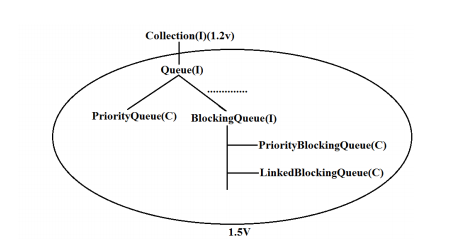 Collection(I)(1.2v)
Queue(I)
..............
PriorityQueue(C)
BlockingQueue(I)
PriorityBlockingQueue(C)
LinkedBlockingQueue(C)
1.5V